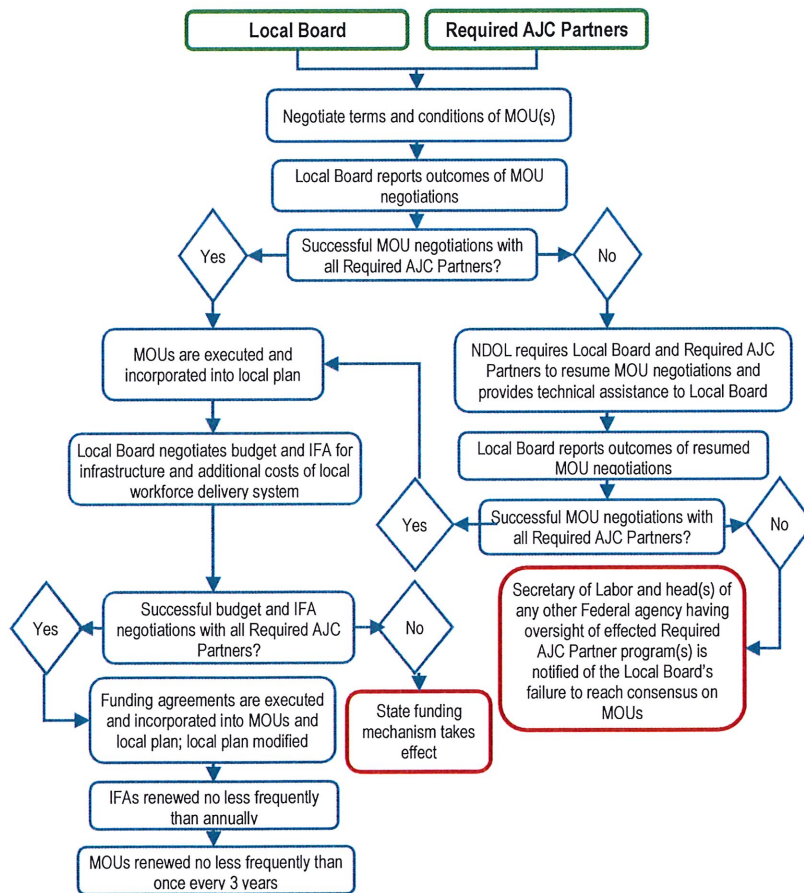 Local Board
Required AJC Partners
Negotiate terms and conditions of MOU(s)
Local Board reports outcomes of MOU
negotiations
Yes
Successful MOU negotiations with
all Required AJC Partners?
No
MOUs are executed and
incorporated into local plan
NDOL requires Local Board and Required AJC
Partners to resume MOU negotiations and
provides technical assistance to Local Board
Local Board negotiates budget and IFA for
infrastructure and additional costs of local
workforce delivery system
Local Board reports outcomes of resumed
MOU negotiations
Yes
Successful MOU negotiations with
all Required AJC Partners?
No
Secretary of Labor and head(s) of
any other Federal agency having
oversight of effected Required
AJC Partner program(s) is
notified of the Local Board's
failure to reach consensus on
MOUs
Yes
Successful budget and IFA
negotiations with all Required AJC
Partners?
No
Funding agreements are executed
and incorporated into MOUs and
local plan; local plan modified
State funding
mechanism takes
effect
IFAs renewed no less frequently
than annually
MOUs renewed no less frequently than
once every 3 years